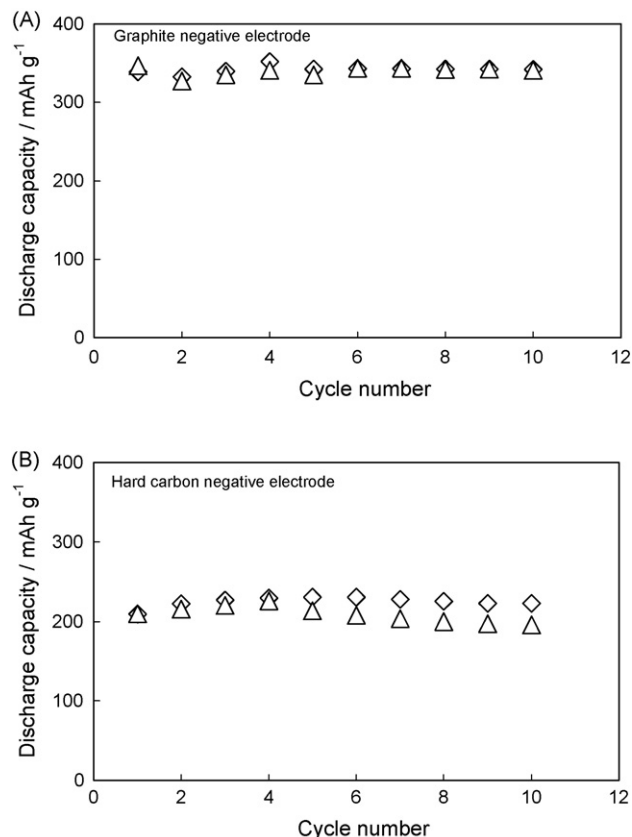 (A)
400
Graphite negative electrode
300
200
100
0
Discharge capacity / mAh g⁻¹
0 2 4 6 8 10 12
Cycle number
(B)
400
Hard carbon negative electrode
300
200
100
0
Discharge capacity / mAh g⁻¹
0 2 4 6 8 10 12
Cycle number